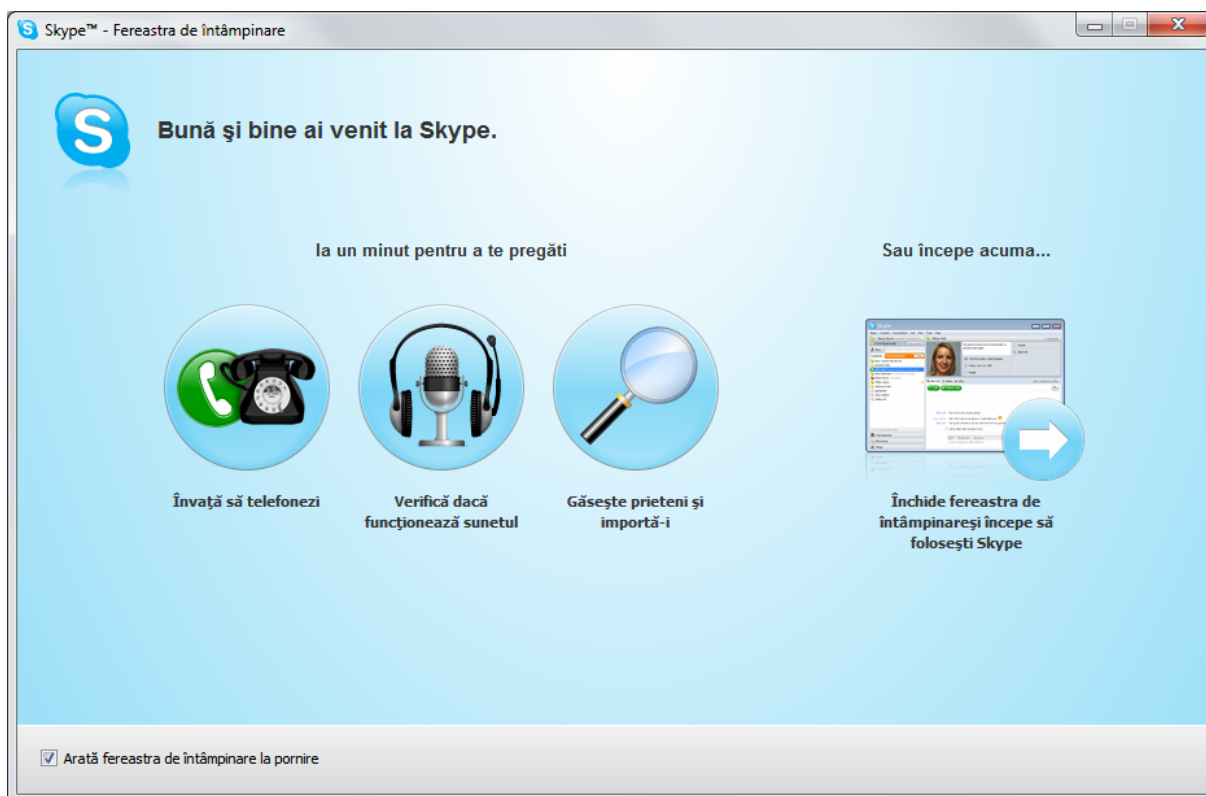 Skype™ - Fereastra de întâmpinare
Bună şi bine ai venit la Skype.
Ia un minut pentru a te pregăti
Sau începe acuma...
Învaţă să telefonezi
Verifică dacă
funcţionează sunetul
Găseşte prieteni şi
importă-i
Închide fereastra de
întâmpinareşi începe să
foloseşti Skype
Arată fereastra de întâmpinare la pornire